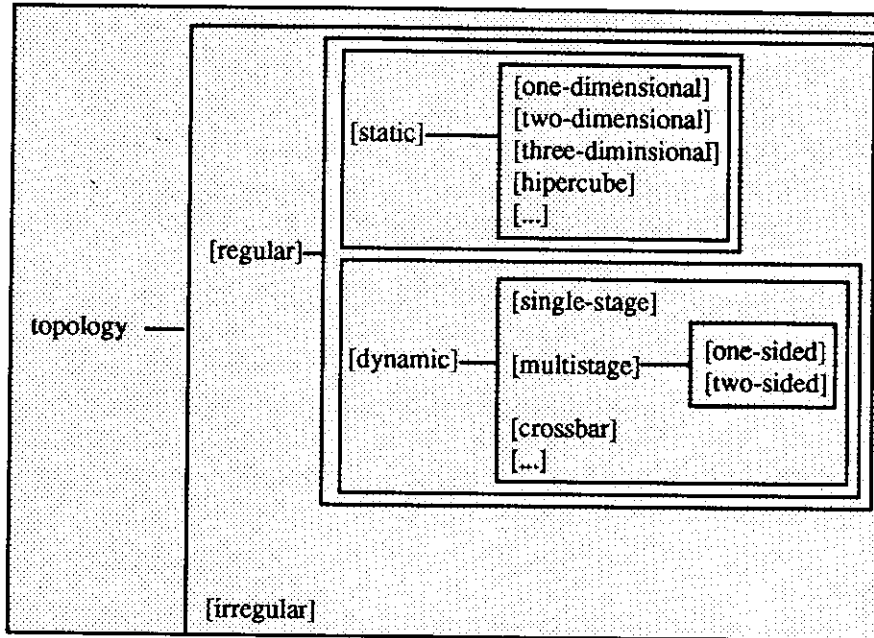 [one-dimensional]
[two-dimensional]
[static]
[three-diminsional]
[hipercube]
[...]
[regular]
[single-stage]
topology
[one-sided]
[dynamic]
[multistage]
[two-sided]
[crossbar]
[...]
[irregular]